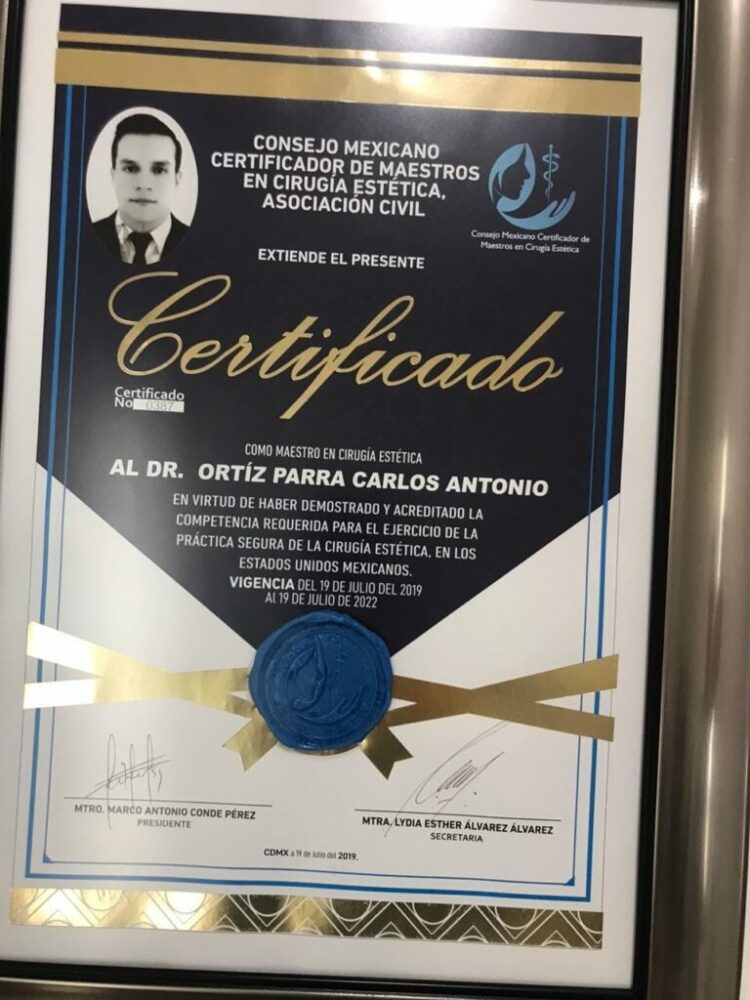 CONSEJO MEXICANO
CERTIFICADOR DE MAESTROS
EN CIRUGÍA ESTÉTICA,
ASOCIACIÓN CIVIL
Consejo Mexicano Certificador de
Maestros en Cirugía Estética
EXTIENDE EL PRESENTE
Certificado
Certificado
No 0387
COMO MAESTRO EN CIRUGÍA ESTÉTICA
AL DR. ORTÍZ PARRA CARLOS ANTONIO
EN VIRTUD DE HABER DEMOSTRADO Y ACREDITADO LA
COMPETENCIA REQUERIDA PARA EL EJERCICIO DE LA
PRÁCTICA SEGURA DE LA CIRUGÍA ESTÉTICA, EN LOS
ESTADOS UNIDOS MEXICANOS.
VIGENCIA DEL 19 DE JULIO DEL 2019
Al 19 DE JULIO DE 2022
MTRO. MARCO ANTONIO CONDE PÉREZ
PRESIDENTE
MTRA, LYDIA ESTHER ÁLVAREZ ÁLVAREZ
SECRETARIA
CDMX a 19 de Julio del 2019.